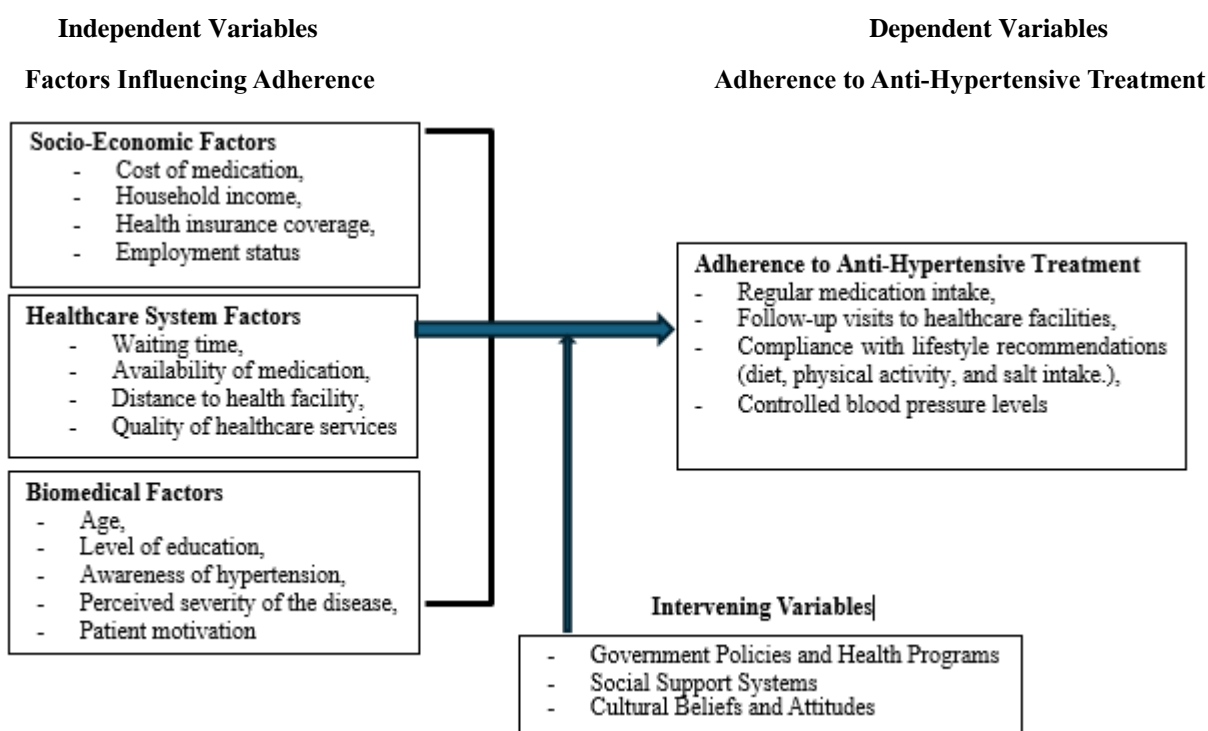 Independent Variables
Dependent Variables
Factors Influencing Adherence
Adherence to Anti-Hypertensive Treatment
Socio-Economic Factors
- Cost of medication,
- Household income,
- Health insurance coverage,
- Employment status
Healthcare System Factors
- Waiting time,
- Availability of medication,
- Distance to health facility,
- Quality of healthcare services
Biomedical Factors
- Age,
- Level of education,
- Awareness of hypertension,
- Perceived severity of the disease,
- Patient motivation
Adherence to Anti-Hypertensive Treatment
- Regular medication intake,
- Follow-up visits to healthcare facilities,
- Compliance with lifestyle recommendations
(diet, physical activity, and salt intake.),
- Controlled blood pressure levels
Intervening Variables
- Government Policies and Health Programs
- Social Support Systems
- Cultural Beliefs and Attitudes